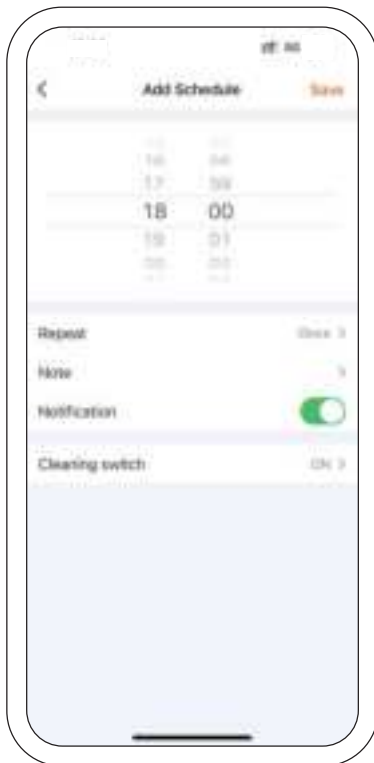 Add Schedule Save
17 59
18 00
19 01
Repeat Once
Note
Notification
Cleaning switch ON